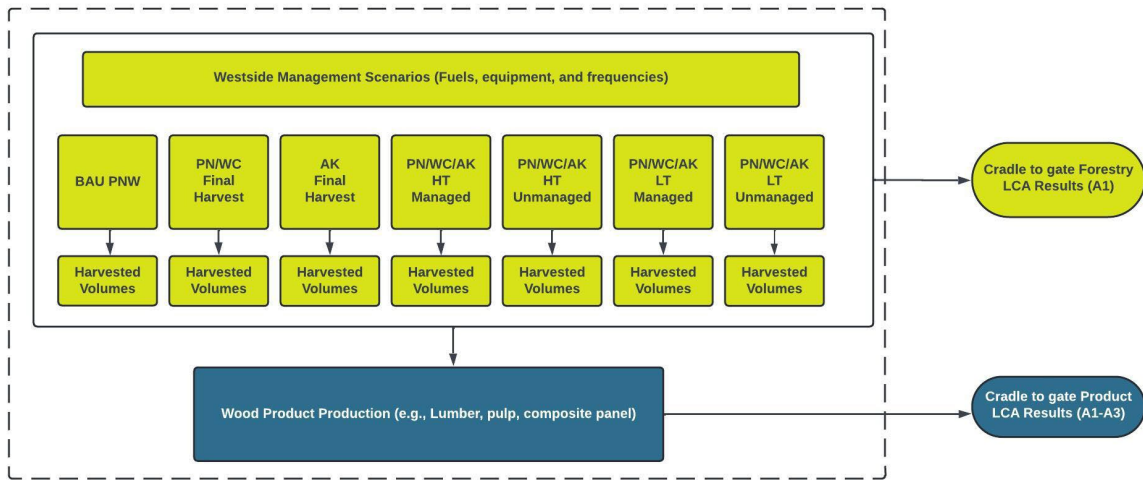 Westside Management Scenarios (Fuels, equipment, and frequencies)
BAU PNW
PN/WC
Final
Harvest
AK
Final
Harvest
PN/WC/AK
HT
Managed
PN/WC/AK
HT
Unmanaged
PN/WC/AK
LT
Managed
PN/WC/AK
LT
Unmanaged
Harvested
Volumes
Harvested
Volumes
Harvested
Volumes
Harvested
Volumes
Harvested
Volumes
Harvested
Volumes
Harvested
Volumes
Cradle to gate Forestry
LCA Results (A1)
Wood Product Production (e.g., Lumber, pulp, composite panel)
Cradle to gate Product
LCA Results (A1-A3)